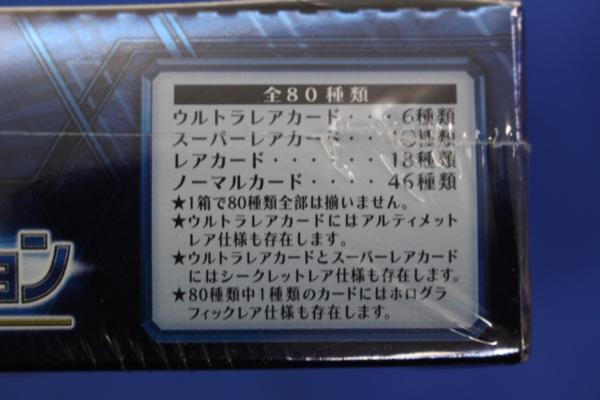 全80種類
ウルトラレアカード・・・6種類
スーパーレアカード・・・10種類
レアカード・・・・・・18種類
ノーマルカード・・・・46種類
★1箱で80種類全部は揃いません。
★ウルトラレアカードにはアルティメット
レア仕様も存在します。
★ウルトラレアカードとスーパーレアカード
にはシークレットレア仕様も存在します。
★80種類中1種類のカードにはホログラ
フィックレア仕様も存在します。
ョン